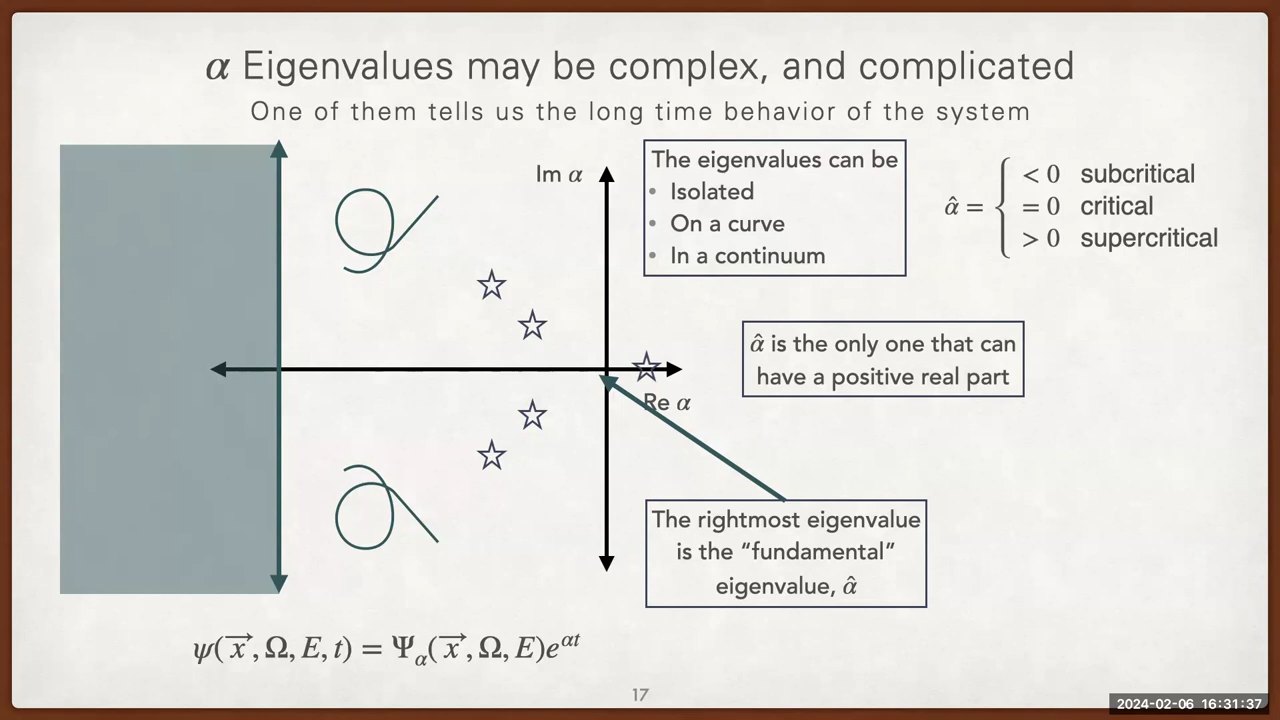 α Eigenvalues may be complex, and complicated
One of them tells us the long time behavior of the system
Im α
The eigenvalues can be
• Isolated
• On a curve
• In a continuum
α̂ = { < 0 subcritical
= 0 critical
> 0 supercritical
α̂ is the only one that can
have a positive real part
Re α
The rightmost eigenvalue
is the “fundamental”
eigenvalue, α̂
ψ(x⃗, Ω, E, t) = Ψ_α(x⃗, Ω, E)e^{αt}
17
2024-02-06 16:31:37